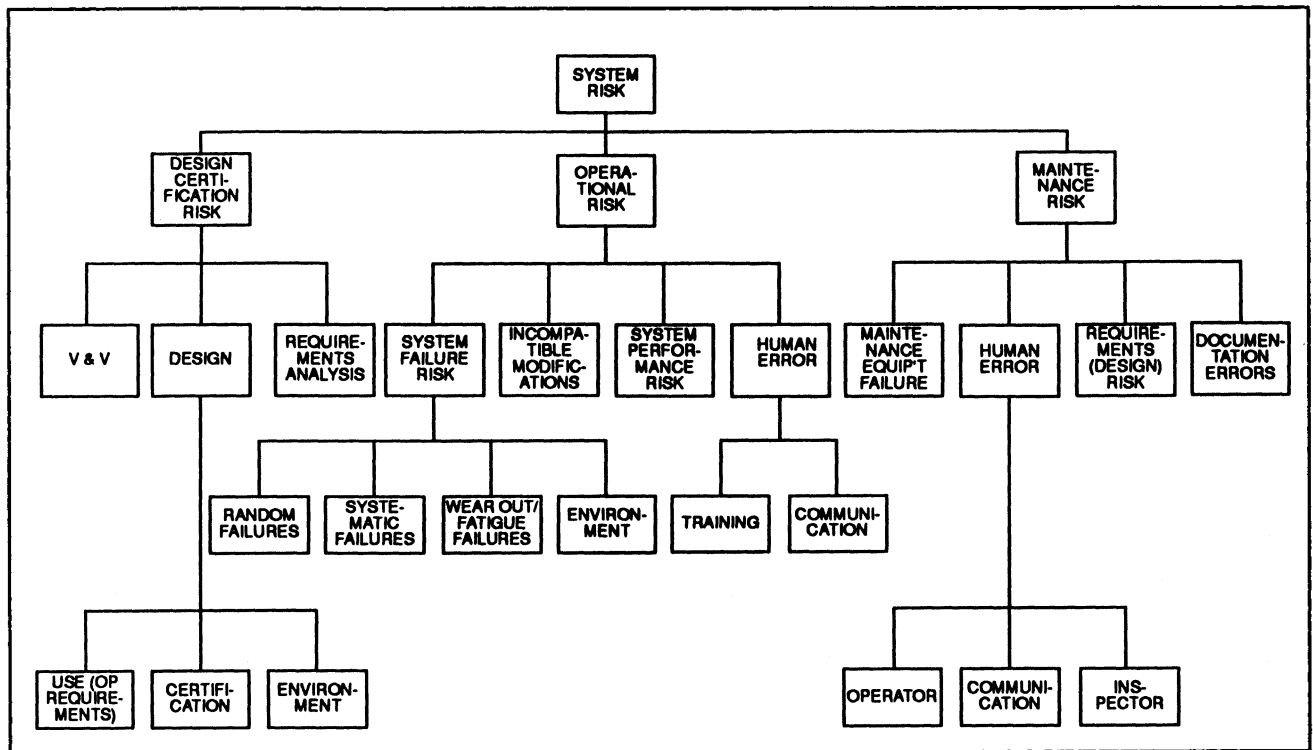 SYSTEM
RISK
DESIGN
CERTI-
FICATION
RISK
OPERA-
TIONAL
RISK
MAINTE-
NANCE
RISK
V & V
DESIGN
REQUIRE-
MENTS
ANALYSIS
SYSTEM
FAILURE
RISK
INCOMPA-
TIBLE
MODIFIC-
ATIONS
SYSTEM
PERFOR-
MANCE
RISK
HUMAN
ERROR
MAINTE-
NANCE
EQUIP'T
FAILURE
HUMAN
ERROR
REQUIRE-
MENTS
(DESIGN)
RISK
DOCUMEN-
TATION
ERRORS
RANDOM
FAILURES
SYSTE-
MATIC
FAILURES
WEAR OUT/
FATIGUE
FAILURES
ENVIRON-
MENT
TRAINING
COMMUNI-
CATION
USE (OP
REQUIRE-
MENTS)
CERTIFI-
CATION
ENVIRON-
MENT
OPERATOR
COMMUNI-
CATION
INS-
PECTOR